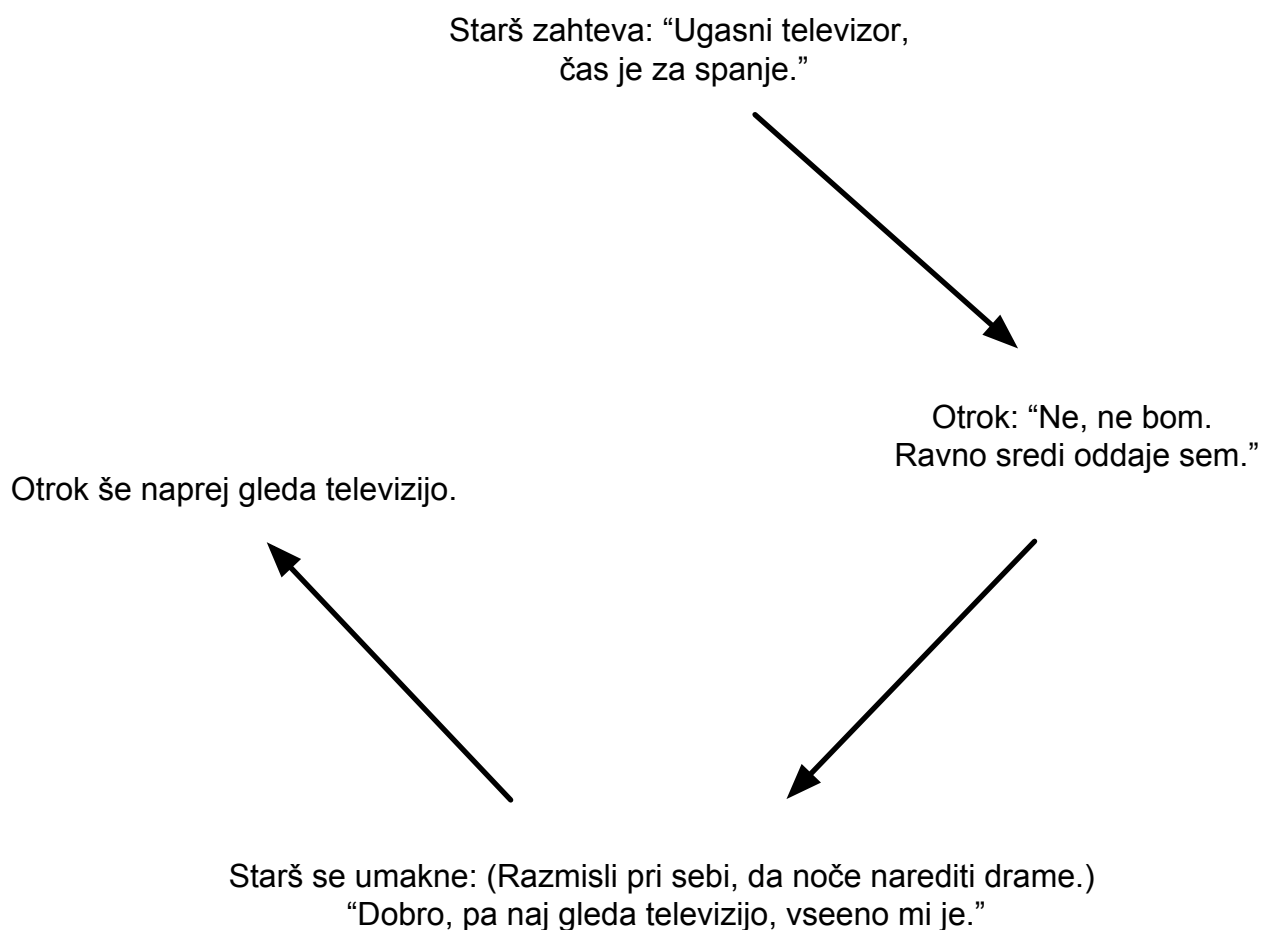 Starš zahteva: “Ugasni televizor,
čas je za spanje.”
Otrok: “Ne, ne bom.
Ravno sredi oddaje sem.”
Otrok še naprej gleda televizijo.
Starš se umakne: (Razmisli pri sebi, da noče narediti drame.)
“Dobro, pa naj gleda televizijo, vseeno mi je.”